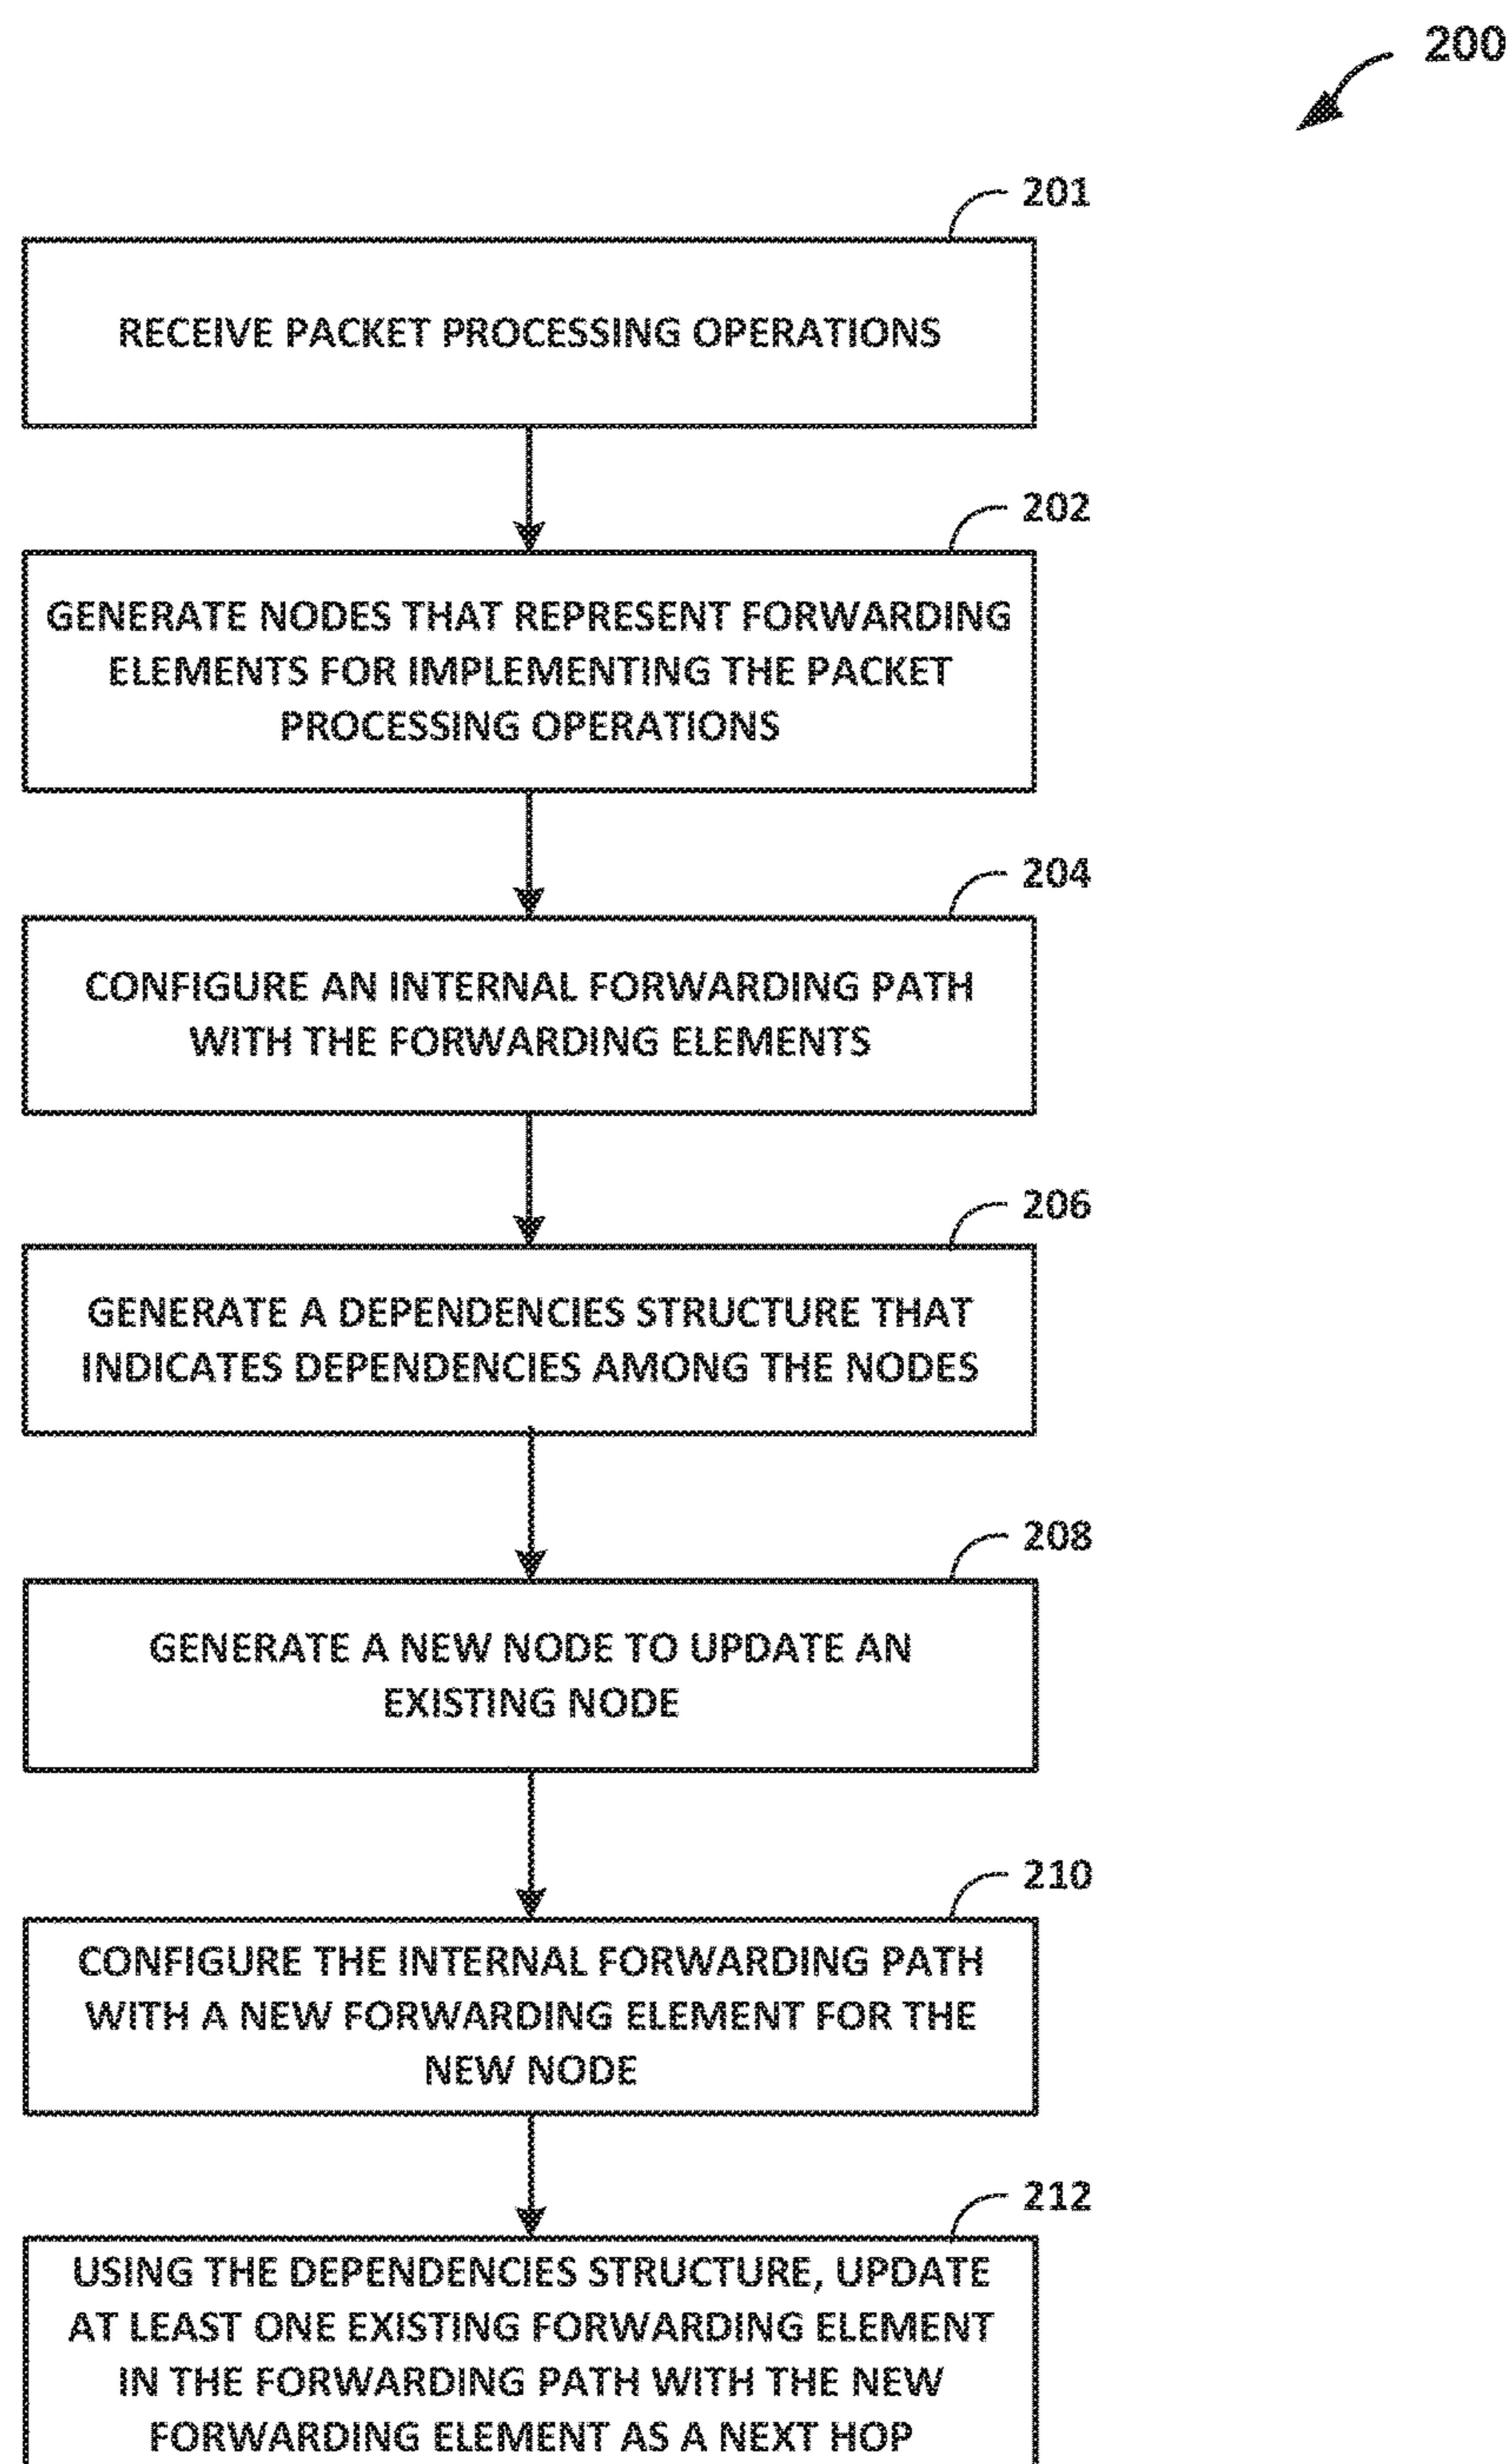 200
201
RECEIVE PACKET PROCESSING OPERATIONS
202
GENERATE NODES THAT REPRESENT FORWARDING
ELEMENTS FOR IMPLEMENTING THE PACKET
PROCESSING OPERATIONS
204
CONFIGURE AN INTERNAL FORWARDING PATH
WITH THE FORWARDING ELEMENTS
206
GENERATE A DEPENDENCIES STRUCTURE THAT
INDICATES DEPENDENCIES AMONG THE NODES
208
GENERATE A NEW NODE TO UPDATE AN
EXISTING NODE
210
CONFIGURE THE INTERNAL FORWARDING PATH
WITH A NEW FORWARDING ELEMENT FOR THE
NEW NODE
212
USING THE DEPENDENCIES STRUCTURE, UPDATE
AT LEAST ONE EXISTING FORWARDING ELEMENT
IN THE FORWARDING PATH WITH THE NEW
FORWARDING ELEMENT AS A NEXT HOP